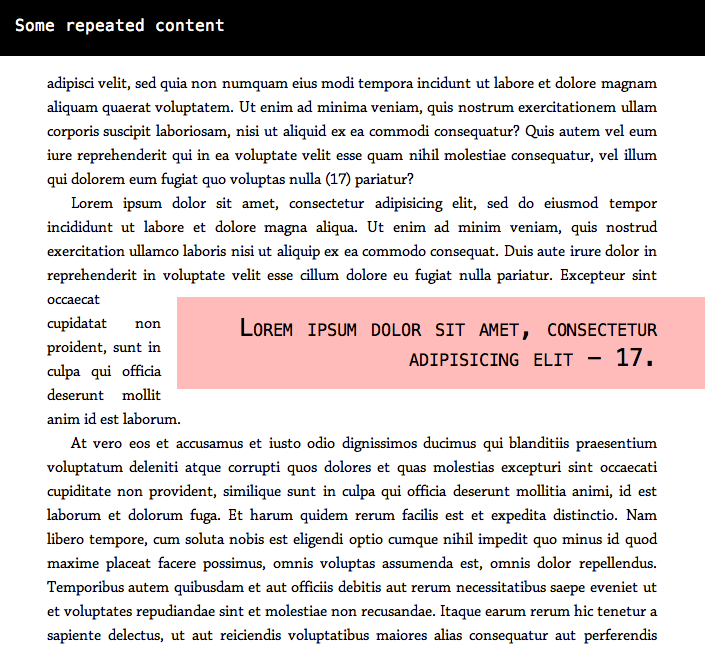 Some repeated content
adipisci velit, sed quia non numquam eius modi tempora incidunt ut labore et dolore magnam
aliquam quaerat voluptatem. Ut enim ad minima veniam, quis nostrum exercitationem ullam
corporis suscipit laboriosam, nisi ut aliquid ex ea commodi consequatur? Quis autem vel eum
iure reprehenderit qui in ea voluptate velit esse quam nihil molestiae consequatur, vel illum
qui dolorem eum fugiat quo voluptas nulla (17) pariatur?
Lorem ipsum dolor sit amet, consectetur adipisicing elit, sed do eiusmod tempor
incididunt ut labore et dolore magna aliqua. Ut enim ad minim veniam, quis nostrud
exercitation ullamco laboris nisi ut aliquip ex ea commodo consequat. Duis aute irure dolor in
reprehenderit in voluptate velit esse cillum dolore eu fugiat nulla pariatur. Excepteur sint
occaecat
cupidatat non
proident, sunt in
culpa qui officia
deserunt mollit
anim id est laborum.
Lorem ipsum dolor sit amet, consectetur
adipisicing elit – 17.
At vero eos et accusamus et iusto odio dignissimos ducimus qui blanditiis praesentium
voluptatum deleniti atque corrupti quos dolores et quas molestias excepturi sint occaecati
cupiditate non provident, similique sunt in culpa qui officia deserunt mollitia animi, id est
laborum et dolorum fuga. Et harum quidem rerum facilis est et expedita distinctio. Nam
libero tempore, cum soluta nobis est eligendi optio cumque nihil impedit quo minus id quod
maxime placeat facere possimus, omnis voluptas assumenda est, omnis dolor repellendus.
Temporibus autem quibusdam et aut officiis debitis aut rerum necessitatibus saepe eveniet ut
et voluptates repudiandae sint et molestiae non recusandae. Itaque earum rerum hic tenetur a
sapiente delectus, ut aut reiciendis voluptatibus maiores alias consequatur aut perferendis